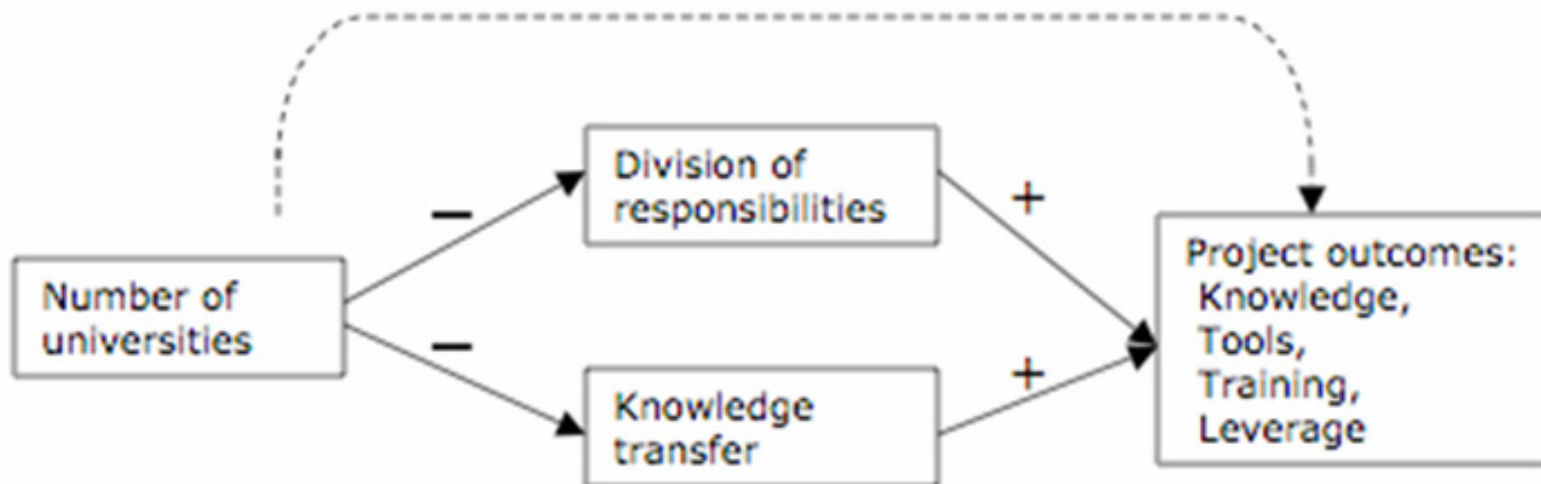 Number of
universities
−
−
Division of
responsibilities
Knowledge
transfer
+
+
Project outcomes:
Knowledge,
Tools,
Training,
Leverage